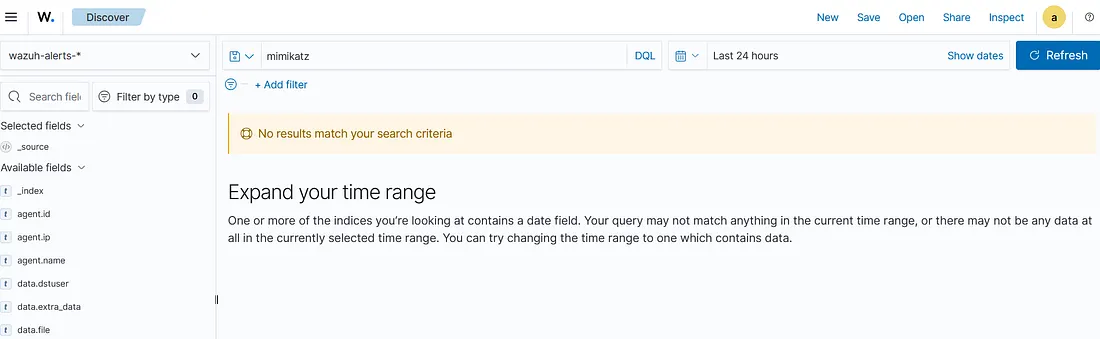 W. Discover New Save Open Share Inspect a
wazuh-alerts-* mimikatz DQL Last 24 hours Show dates Refresh
+ Add filter
Search fiel Filter by type 0
Selected fields
_source
Available fields
t _index
t agent.id
t agent.ip
t agent.name
t data.dstuser
t data.extra_data
t data.file
No results match your search criteria
Expand your time range
One or more of the indices you’re looking at contains a date field. Your query may not match anything in the current time range, or there may not be any data at
all in the currently selected time range. You can try changing the time range to one which contains data.